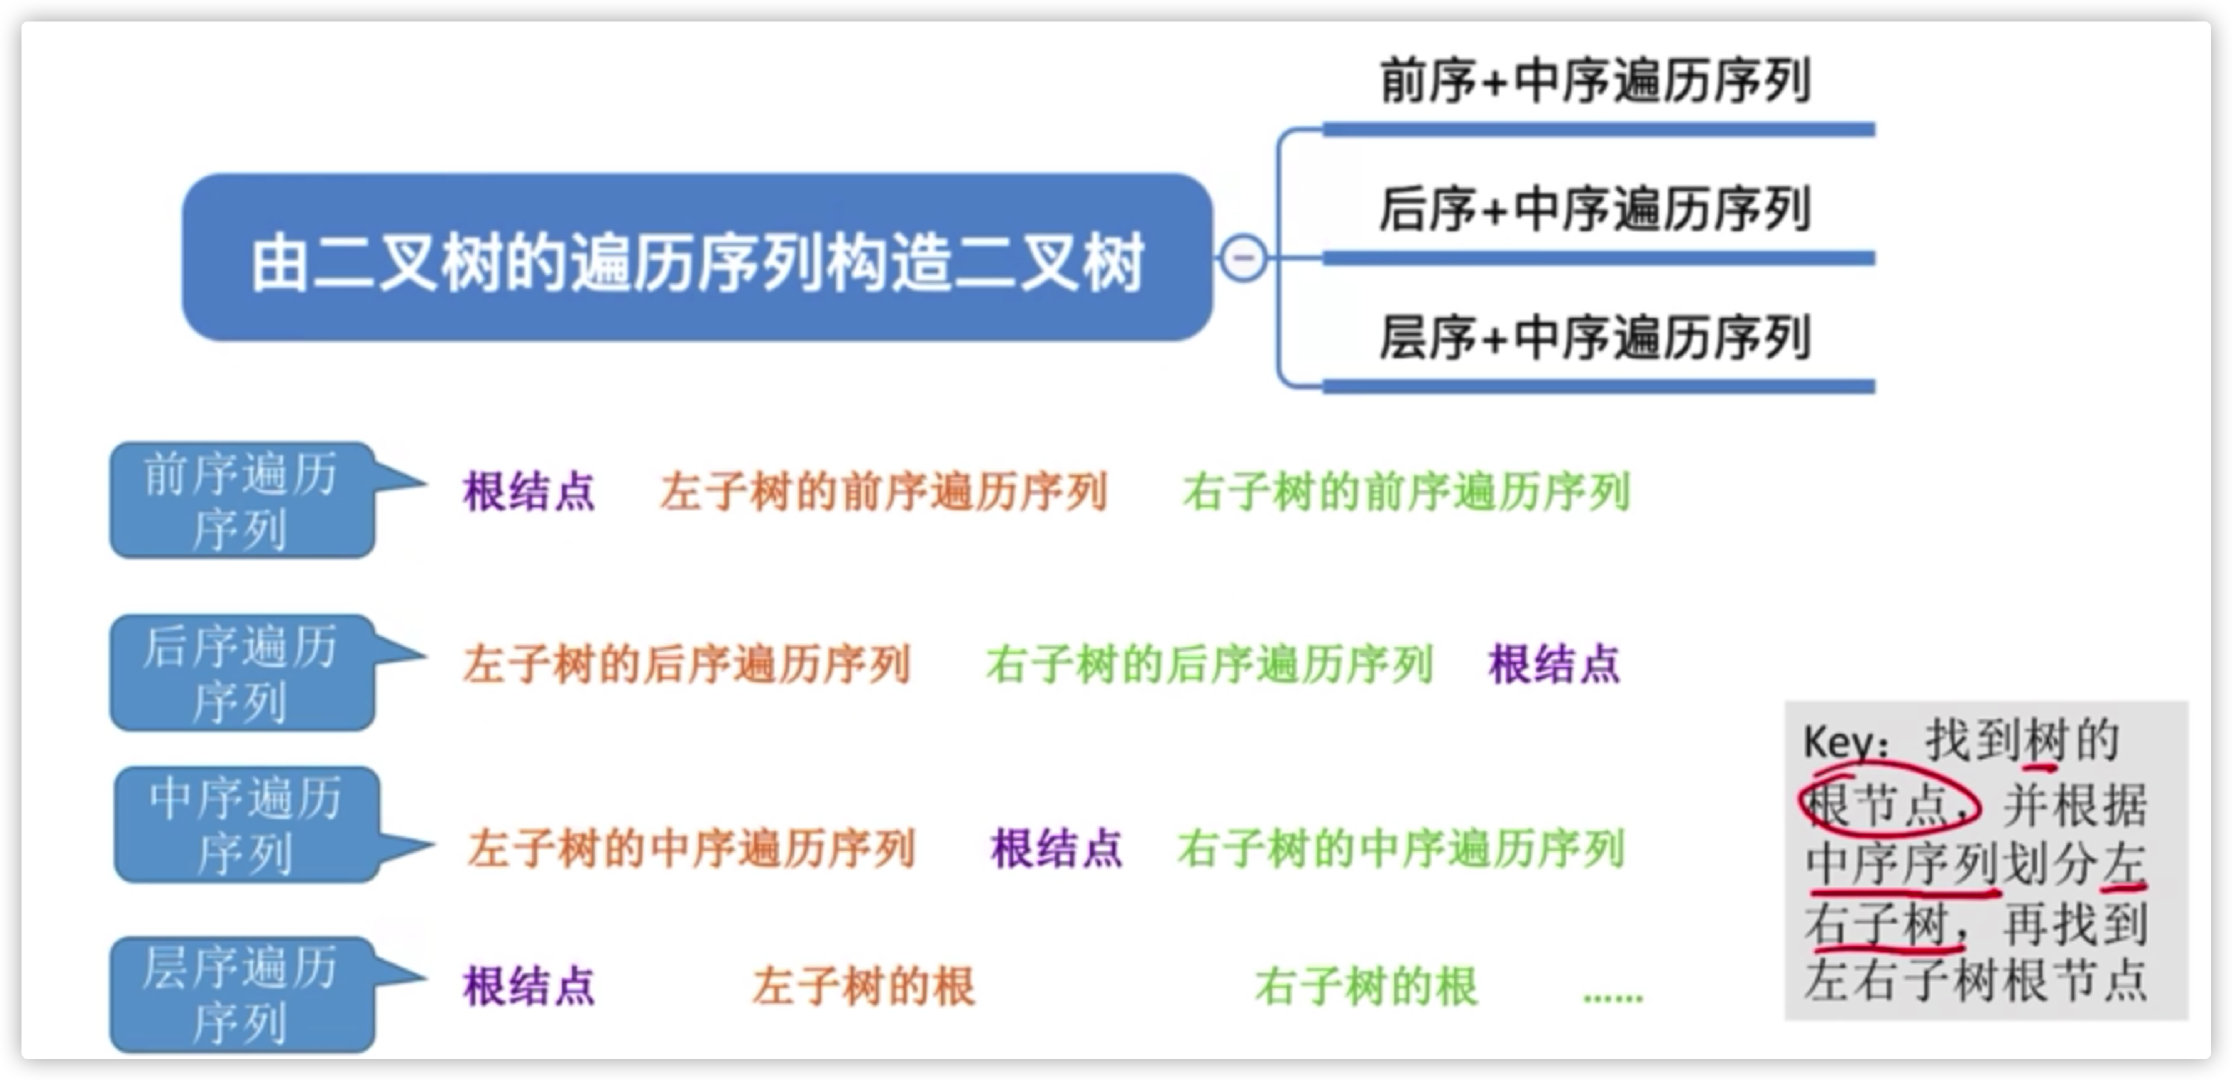 前序+中序遍历序列
后序+中序遍历序列
层序+中序遍历序列
由二叉树的遍历序列构造二叉树
前序遍历
序列
根结点 左子树的前序遍历序列 右子树的前序遍历序列
后序遍历
序列
左子树的后序遍历序列 右子树的后序遍历序列 根结点
中序遍历
序列
左子树的中序遍历序列 根结点 右子树的中序遍历序列
层序遍历
序列
根结点 左子树的根 右子树的根 ......
Key：找到树的
根节点，并根据
中序序列划分左
右子树，再找到
左右子树根节点